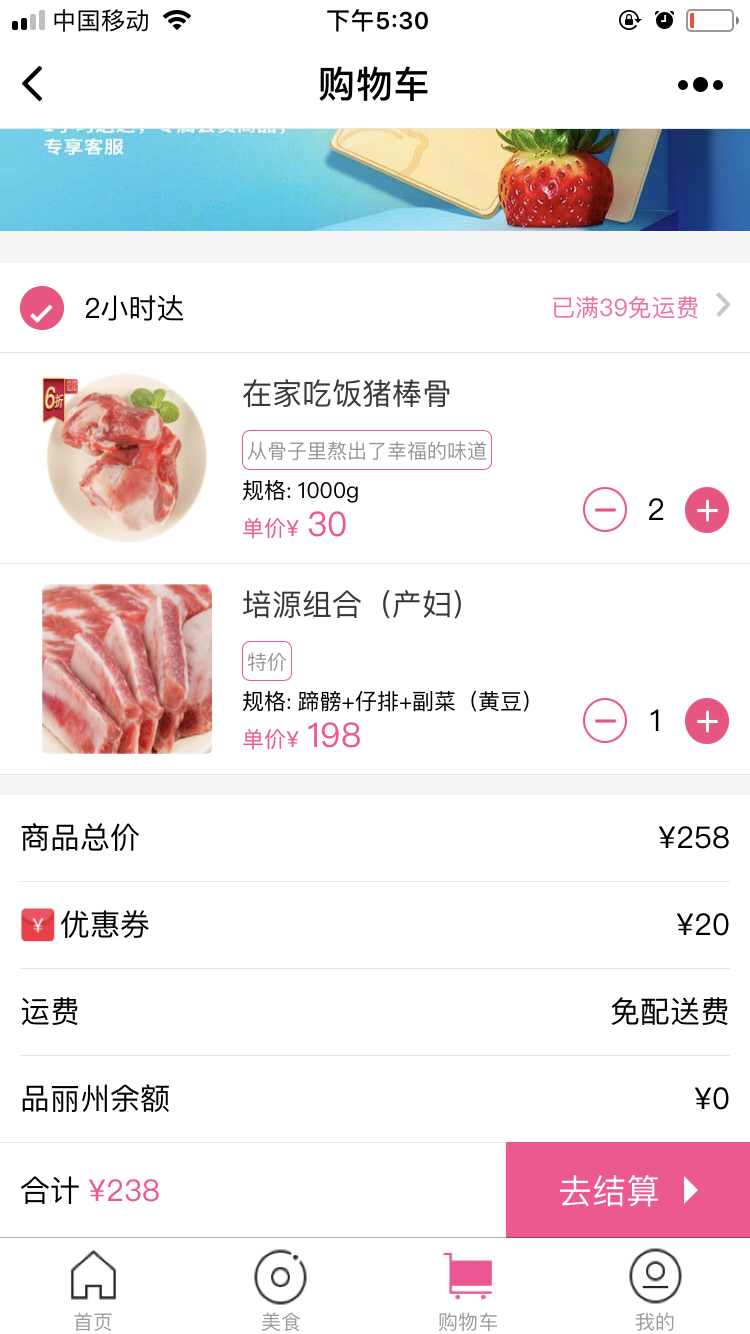 中国移动
下午5:30
购物车
专享客服
2小时达
已满39免运费
6折
在家吃饭猪棒骨
从骨子里熬出了幸福的味道
规格: 1000g
单价¥ 30
2
培源组合（产妇）
特价
规格: 蹄髈+仔排+副菜（黄豆）
单价¥ 198
1
商品总价
¥258
¥
优惠券
¥20
运费
免配送费
品丽州余额
¥0
合计 ¥238
去结算
首页
美食
购物车
我的